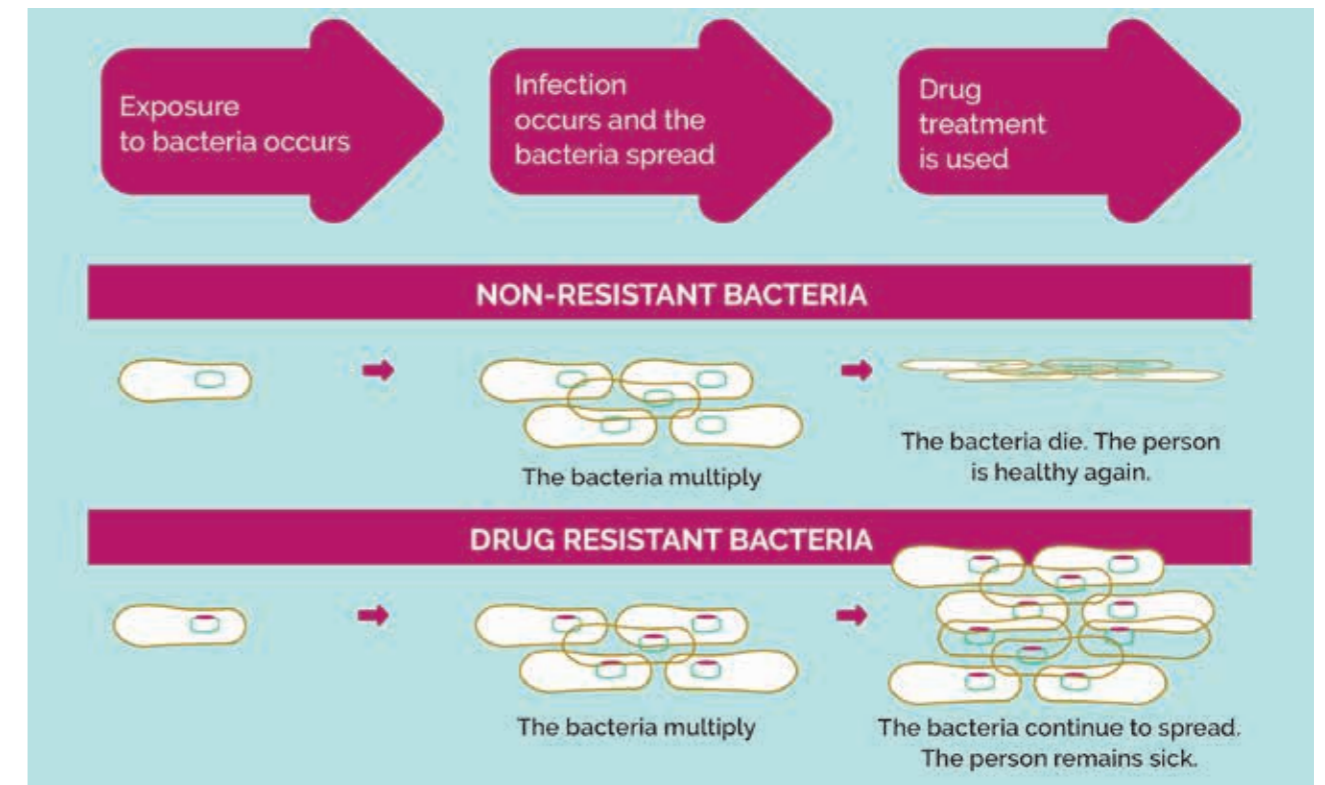 Exposure
to bacteria occurs
Infection
occurs and the
bacteria spread
Drug
treatment
is used
NON-RESISTANT BACTERIA
The bacteria multiply
The bacteria die. The person
is healthy again.
DRUG RESISTANT BACTERIA
The bacteria multiply
The bacteria continue to spread.
The person remains sick.